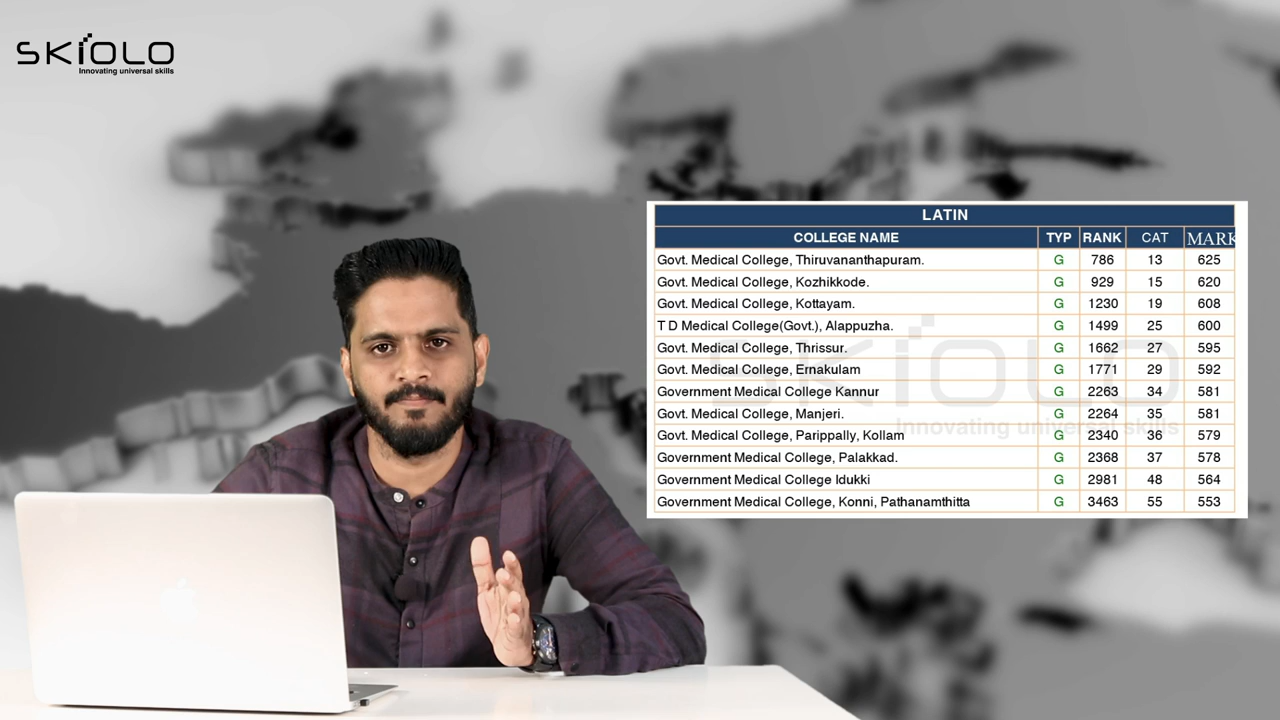 SKIOLO
Innovating universal skills
LATIN
COLLEGE NAME TYP RANK CAT MARK
Govt. Medical College, Thiruvananthapuram. G 786 13 625
Govt. Medical College, Kozhikkode. G 929 15 620
Govt. Medical College, Kottayam. G 1230 19 608
T D Medical College(Govt.), Alappuzha. G 1499 25 600
Govt. Medical College, Thrissur. G 1662 27 595
Govt. Medical College, Ernakulam G 1771 29 592
Government Medical College Kannur G 2263 34 581
Govt. Medical College, Manjeri. G 2264 35 581
Govt. Medical College, Parippally, Kollam G 2340 36 579
Government Medical College, Palakkad. G 2368 37 578
Government Medical College Idukki G 2981 48 564
Government Medical College, Konni, Pathanamthitta G 3463 55 553
SKIOLO
Innovating universal skills